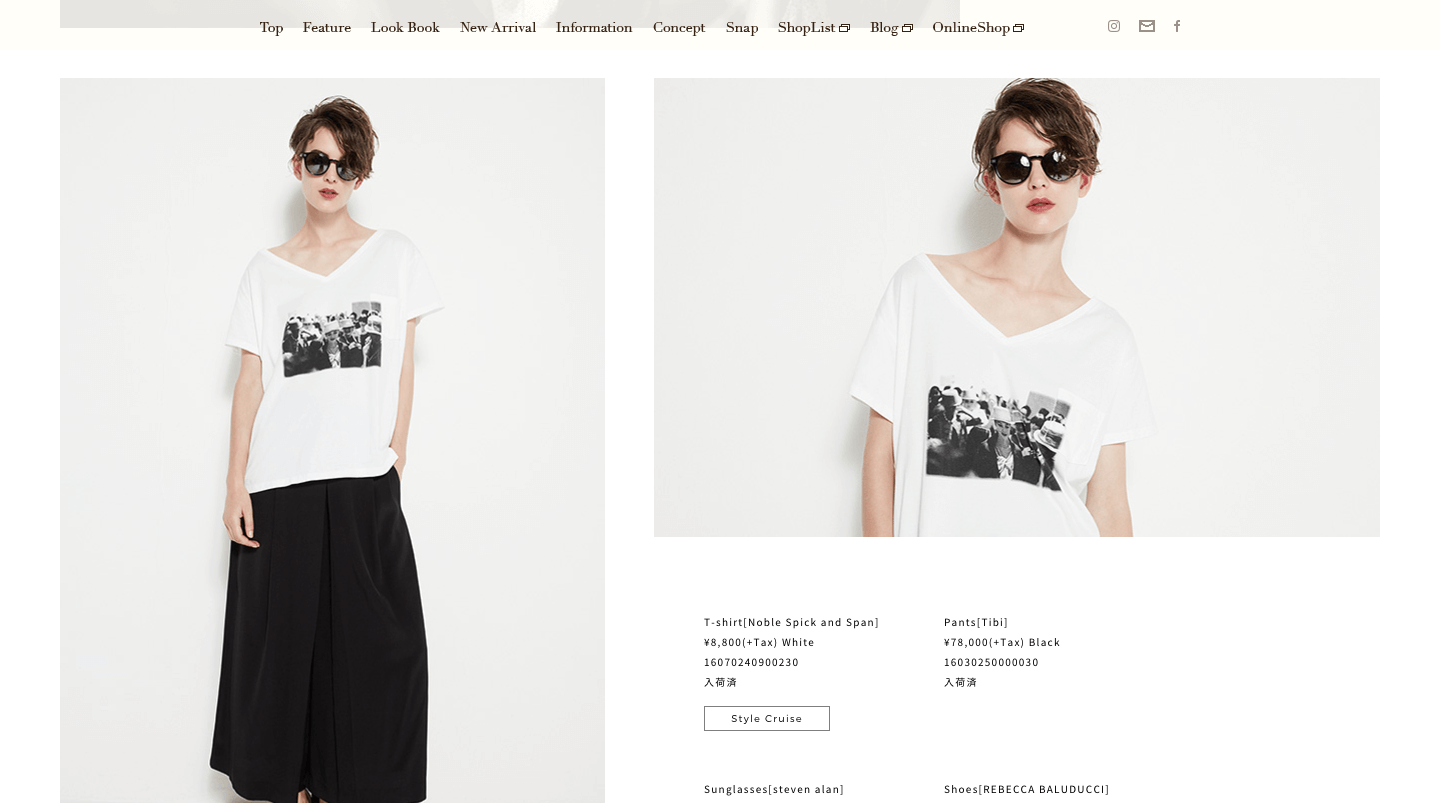 Top Feature Look Book New Arrival Information Concept Snap ShopList Blog OnlineShop
T-shirt[Noble Spick and Span]
¥8,800(+Tax) White
16070240900230
入荷済
Style Cruise
Pants[Tibi]
¥78,000(+Tax) Black
16030250000030
入荷済
Sunglasses[steven alan]
Shoes[REBECCA BALUDUCCI]